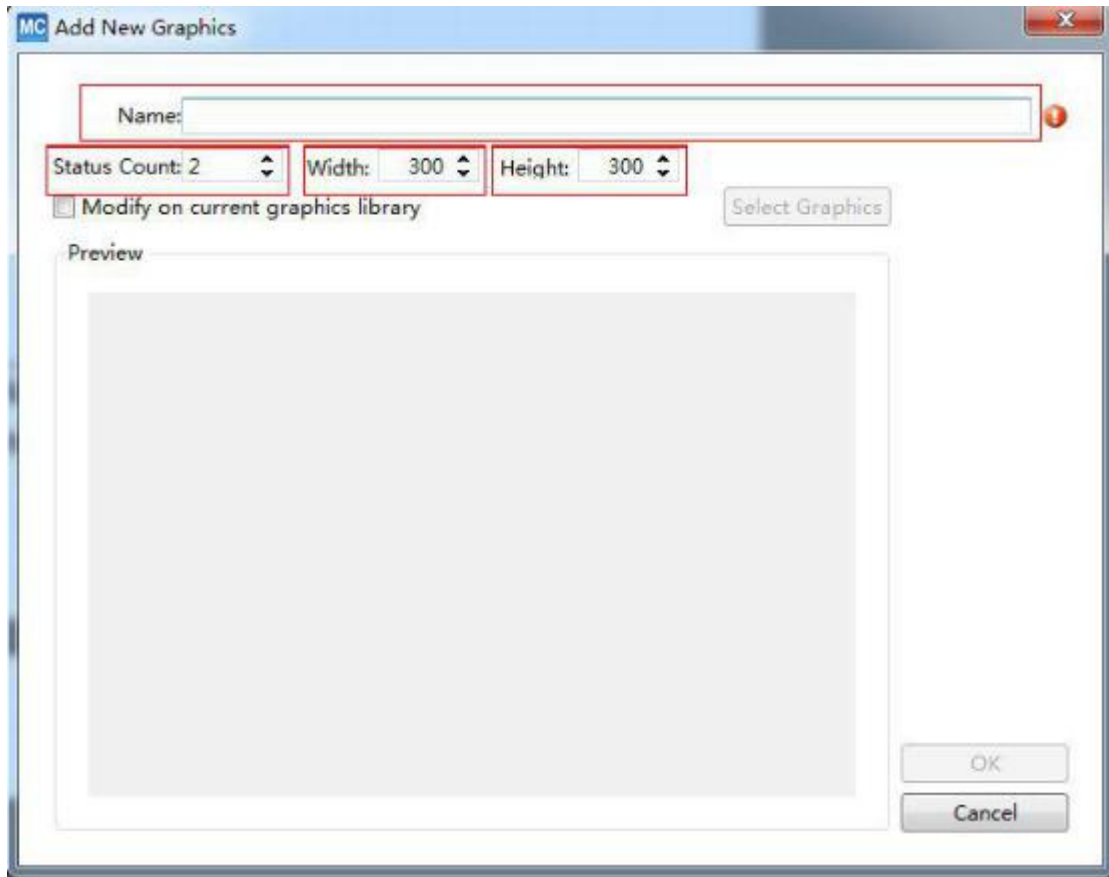 MC Add New Graphics
Name:
Status Count: 2 Width: 300 Height: 300
Modify on current graphics library Select Graphics
Preview
OK
Cancel